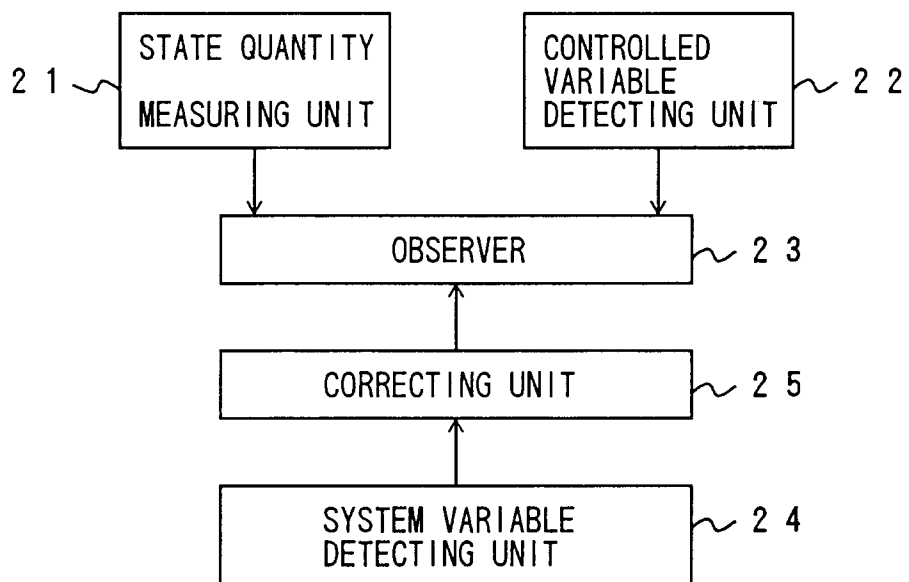 STATE QUANTITY
MEASURING UNIT
2 1
CONTROLLED
VARIABLE
DETECTING UNIT
2 2
OBSERVER
2 3
CORRECTING UNIT
2 5
SYSTEM VARIABLE
DETECTING UNIT
2 4